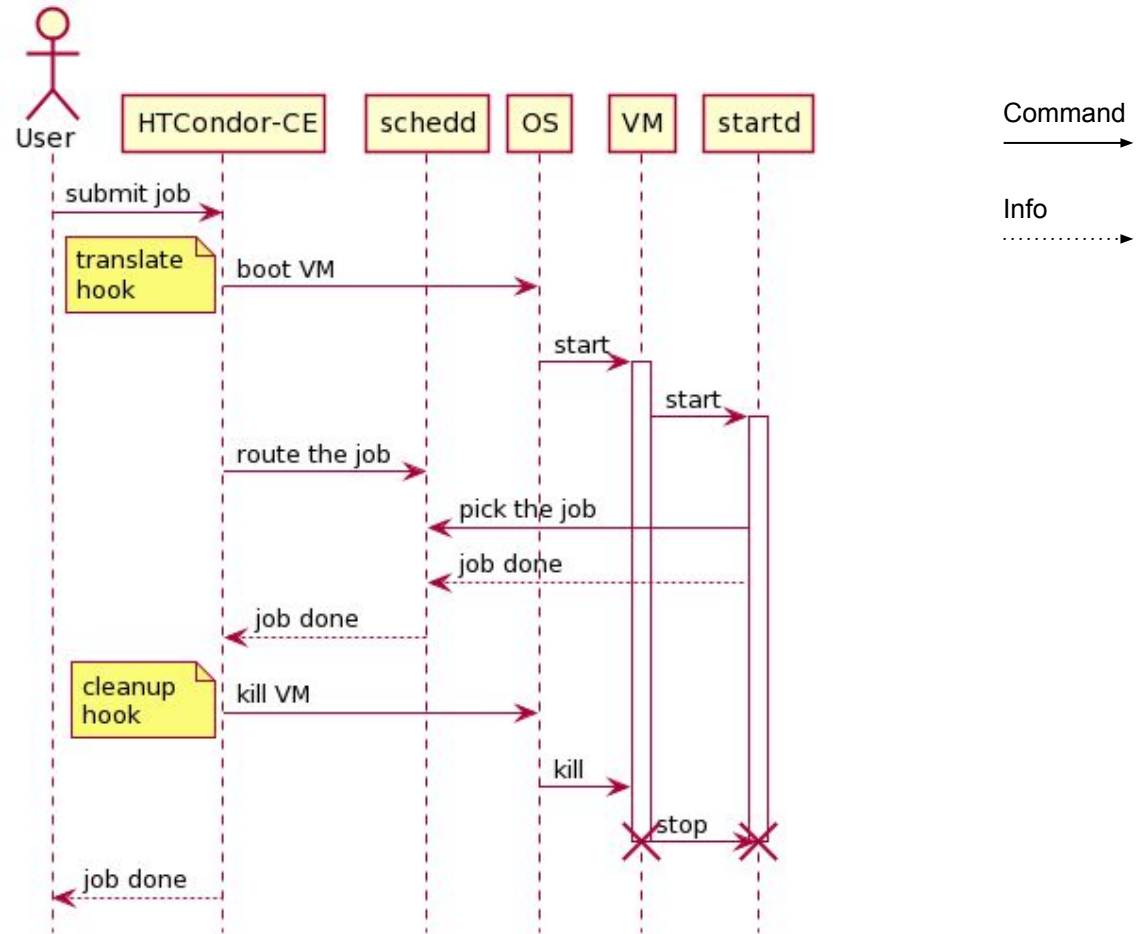 User
HTCondor-CE
schedd
OS
VM
startd
Command
Info
submit job
translate
hook
boot VM
start
start
route the job
pick the job
job done
job done
cleanup
hook
kill VM
kill
stop
job done